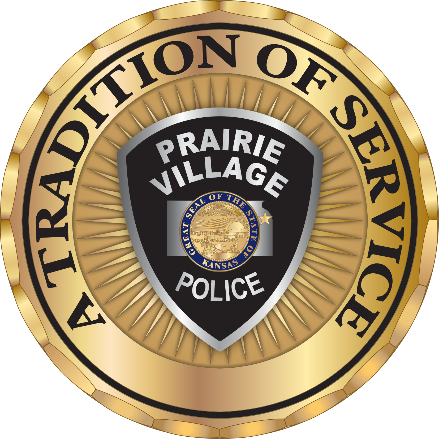 A TRADITION OF SERVICE
PRAIRIE
VILLAGE
GREAT SEAL OF THE STATE OF
KANSAS
POLICE